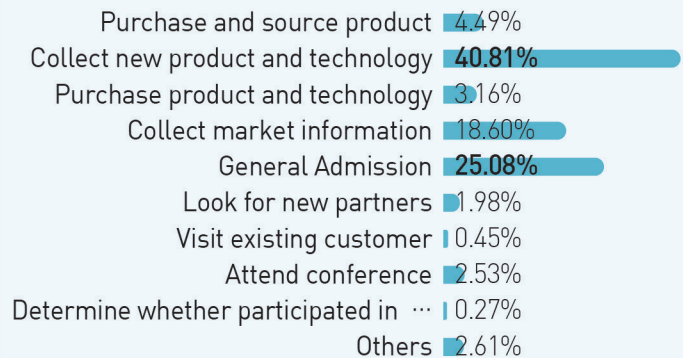 Purchase and source product 4.49%
Collect new product and technology 40.81%
Purchase product and technology 3.16%
Collect market information 18.60%
General Admission 25.08%
Look for new partners 1.98%
Visit existing customer 0.45%
Attend conference 2.53%
Determine whether participated in ··· 0.27%
Others 2.61%